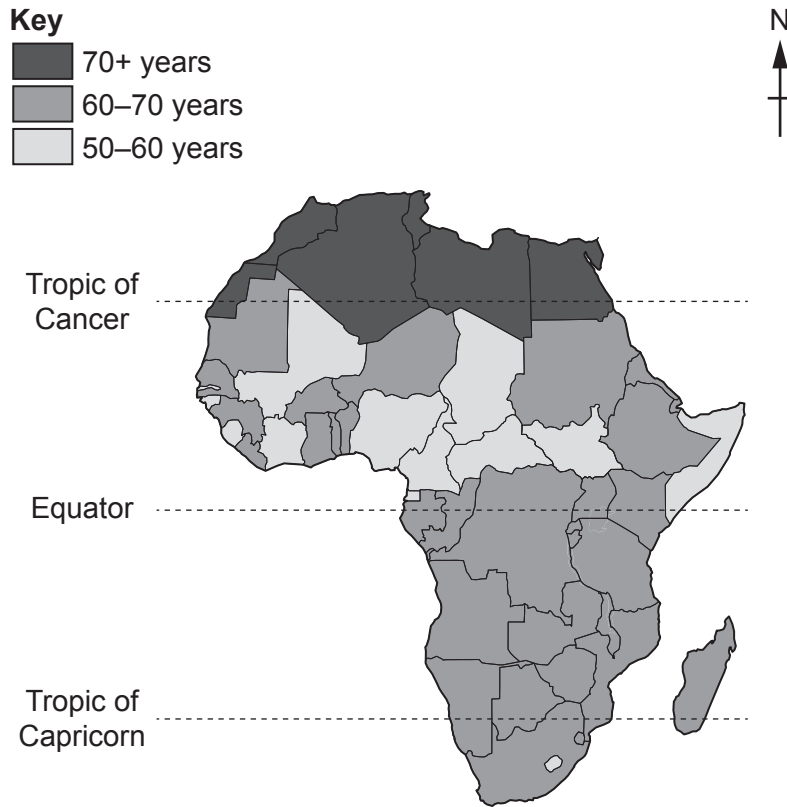 Key
70+ years
60–70 years
50–60 years
N
Tropic of
Cancer
Equator
Tropic of
Capricorn